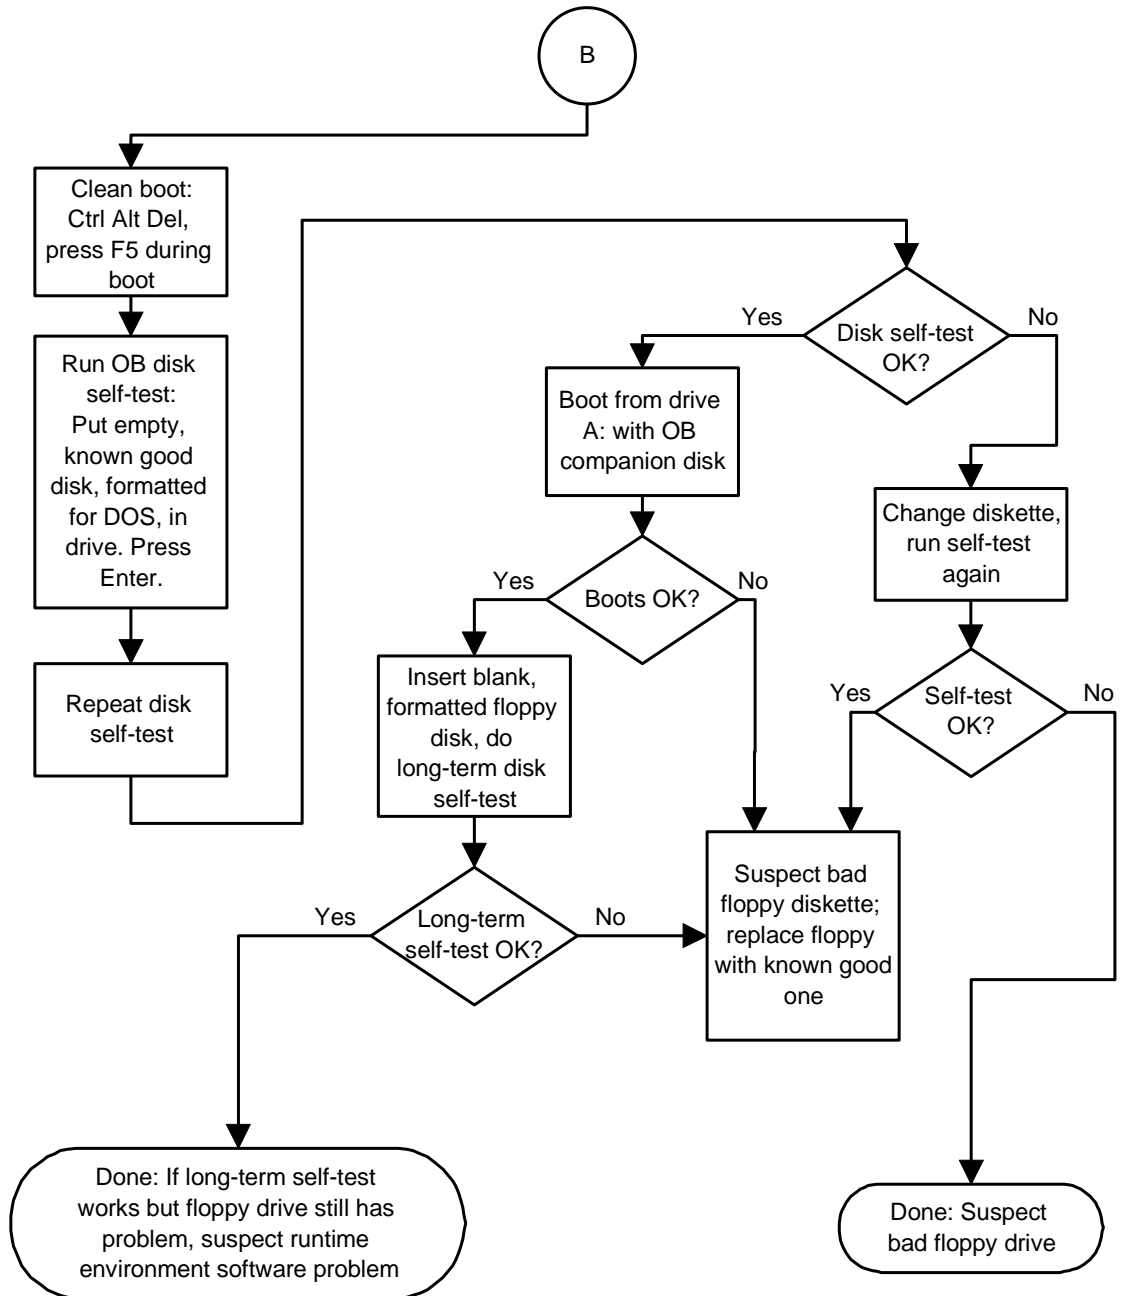 B
Clean boot:
Ctrl Alt Del,
press F5 during
boot
Run OB disk
self-test:
Put empty,
known good
disk, formatted
for DOS, in
drive. Press
Enter.
Repeat disk
self-test
Disk self-test
OK?
Yes
No
Boot from drive
A: with OB
companion disk
Change diskette,
run self-test
again
Boots OK?
Yes
No
Self-test
OK?
Yes
No
Insert blank,
formatted floppy
disk, do
long-term disk
self-test
Long-term
self-test OK?
Yes
No
Suspect bad
floppy diskette;
replace floppy
with known good
one
Done: If long-term self-test
works but floppy drive still has
problem, suspect runtime
environment software problem
Done: Suspect
bad floppy drive